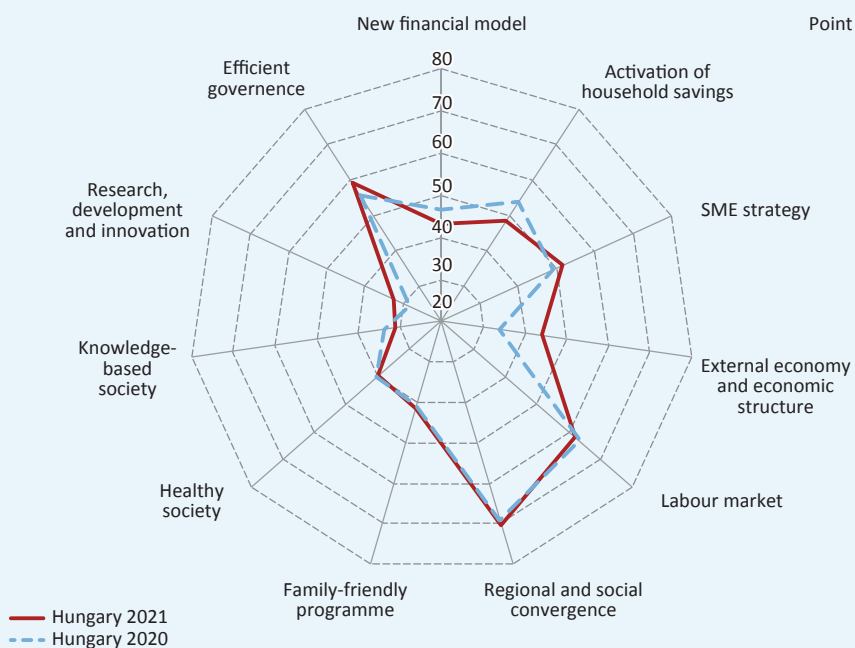 New financial model
Point
80
70
60
50
40
30
20
Activation of
household savings
SME strategy
External economy
and economic
structure
Labour market
Regional and social
convergence
Family-friendly
programme
Healthy
society
Knowledge-
based
society
Research,
development
and innovation
Efficient
governence
Hungary 2021
Hungary 2020